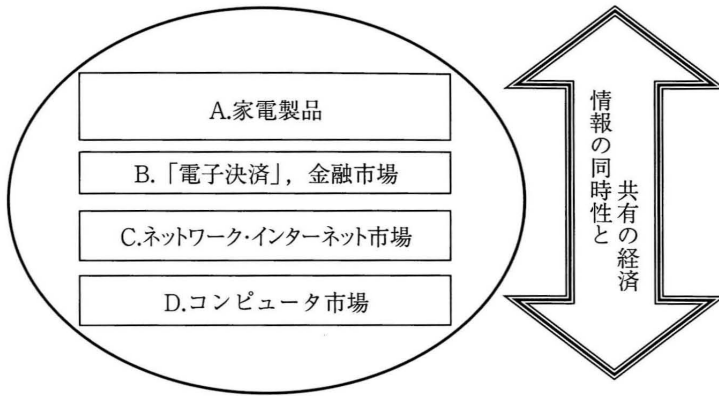 A.家電製品
B.「電子決済」，金融市場
C.ネットワーク・インターネット市場
D.コンピュータ市場
情報の同時性と
共有の経済